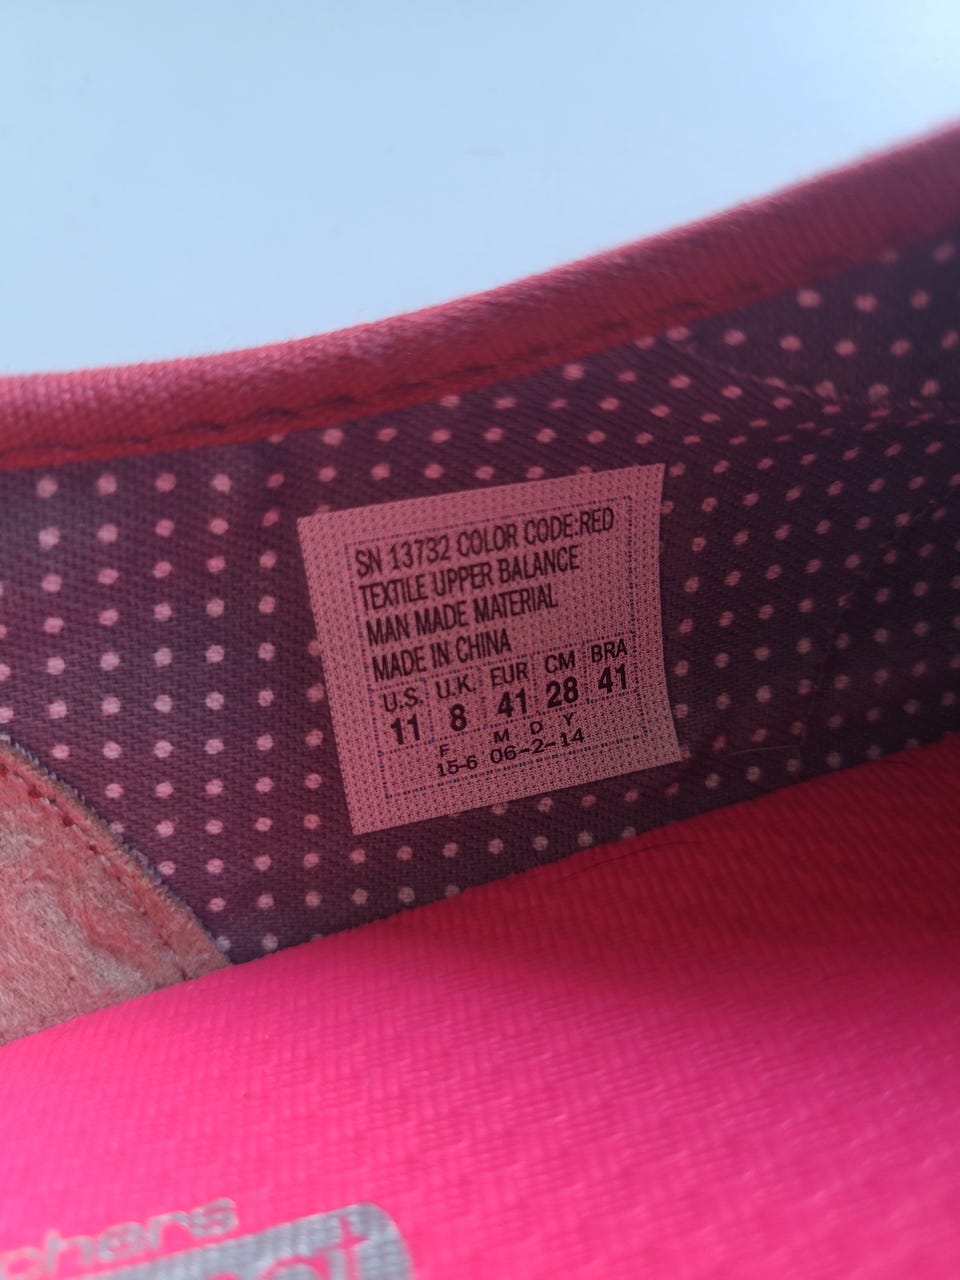 SN 13732 COLOR CODE:RED
TEXTILE UPPER BALANCE
MAN MADE MATERIAL
MADE IN CHINA
U.S. U.K. EUR CM BRA
11 8 41 28 41
F M D Y
15-6 06-2-14
chers